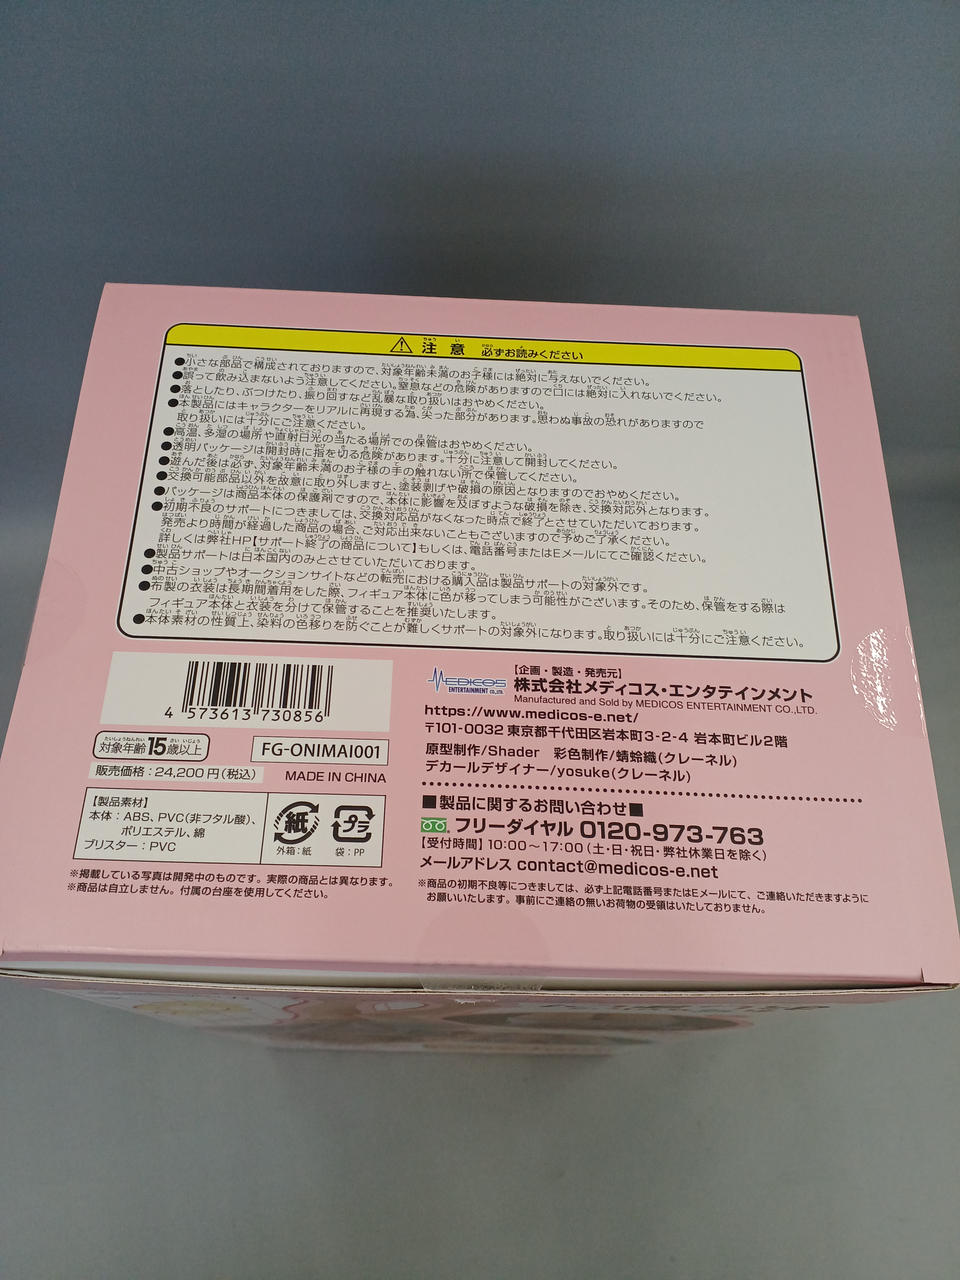 注意 必ずお読みください
●小さな部品で構成されておりますので、対象年齢未満のお子様には絶対に与えないでください。
●誤って飲み込まないよう注意してください。窒息などの危険がありますので口には絶対に入れないでください。
●落としたり、ぶつけたり、振り回すなど乱暴な取り扱いはおやめください。
●本製品にはキャラクターをリアルに再現する為、尖った部分があります。思わぬ事故の恐れがありますので
取り扱いには十分にご注意ください。
●高温、多湿の場所や直射日光の当たる場所での保管はおやめください。
●透明パッケージは開封時に指を切る危険があります。十分に注意して開封してください。
●遊んだ後は必ず、対象年齢未満のお子様の手の触れない所で保管してください。
●交換可能部品以外を故意に取り外しますと、塗装剥げや破損の原因となりますのでおやめください。
●パッケージは商品本体の保護剤ですので、本体に影響を及ぼすような破損を除き、交換対応外となります。
●初期不良のサポートにつきましては、交換対応品がなくなった時点で終了とさせていただいております。
発売より時間が経過した商品の場合、ご対応出来ないこともございますので予めご了承ください。
詳しくは弊社HP【サポート終了の商品について】もしくは、電話番号またはEメールにてご確認ください。
●製品サポートは日本国内のみとさせていただいております。
●中古ショップやオークションサイトなどの転売における購入品は製品サポートの対象外です。
●布製の衣装は長期間着用をした際、フィギュア本体に色が移ってしまう可能性がございます。そのため、保管をする際は
フィギュア本体と衣装を分けて保管することを推奨いたします。
●本体素材の性質上、染料の色移りを防ぐことが難しくサポートの対象外になります。取り扱いには十分にご注意ください。
4 573613 730856
対象年齢15歳以上
FG-ONIMAI001
販売価格：24,200円(税込)
MADE IN CHINA
【製品素材】
本体：ABS、PVC(非フタル酸)、
ポリエステル、綿
ブリスター：PVC
紙
外箱：紙
プラ
袋：PP
※掲載している写真は開発中のものです。実際の商品とは異なります。
※商品は自立しません。付属の台座を使用してください。
MEDICOS
ENTERTAINMENT CO.,LTD.
【企画・製造・発売元】
株式会社メディコス・エンタテインメント
Manufactured and Sold by MEDICOS ENTERTAINMENT CO.,LTD.
https://www.medicos-e.net/
〒101-0032 東京都千代田区岩本町3-2-4 岩本町ビル2階
原型制作/Shader 彩色制作/蜻蛉織(クレーネル)
デカールデザイナー/yosuke(クレーネル)
■製品に関するお問い合わせ■
フリーダイヤル 0120-973-763
【受付時間】10:00～17:00(土・日・祝日・弊社休業日を除く)
メールアドレス contact@medicos-e.net
※商品の初期不良等につきましては、必ず上記電話番号またはEメールにて、ご連絡いただきますように
お願いいたします。事前にご連絡の無いお荷物の受領はいたしておりません。